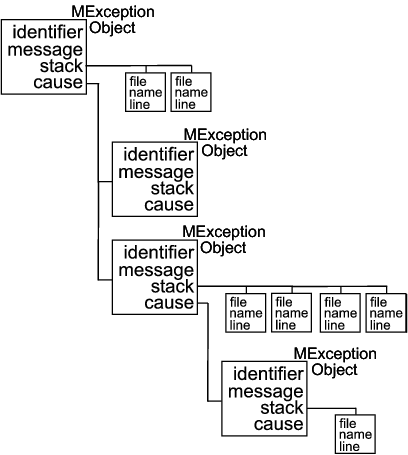 MException
Object
identifier
message
stack
cause
file
name
line
file
name
line
MException
Object
identifier
message
stack
cause
MException
Object
identifier
message
stack
cause
file
name
line
file
name
line
file
name
line
file
name
line
MException
Object
identifier
message
stack
cause
file
name
line